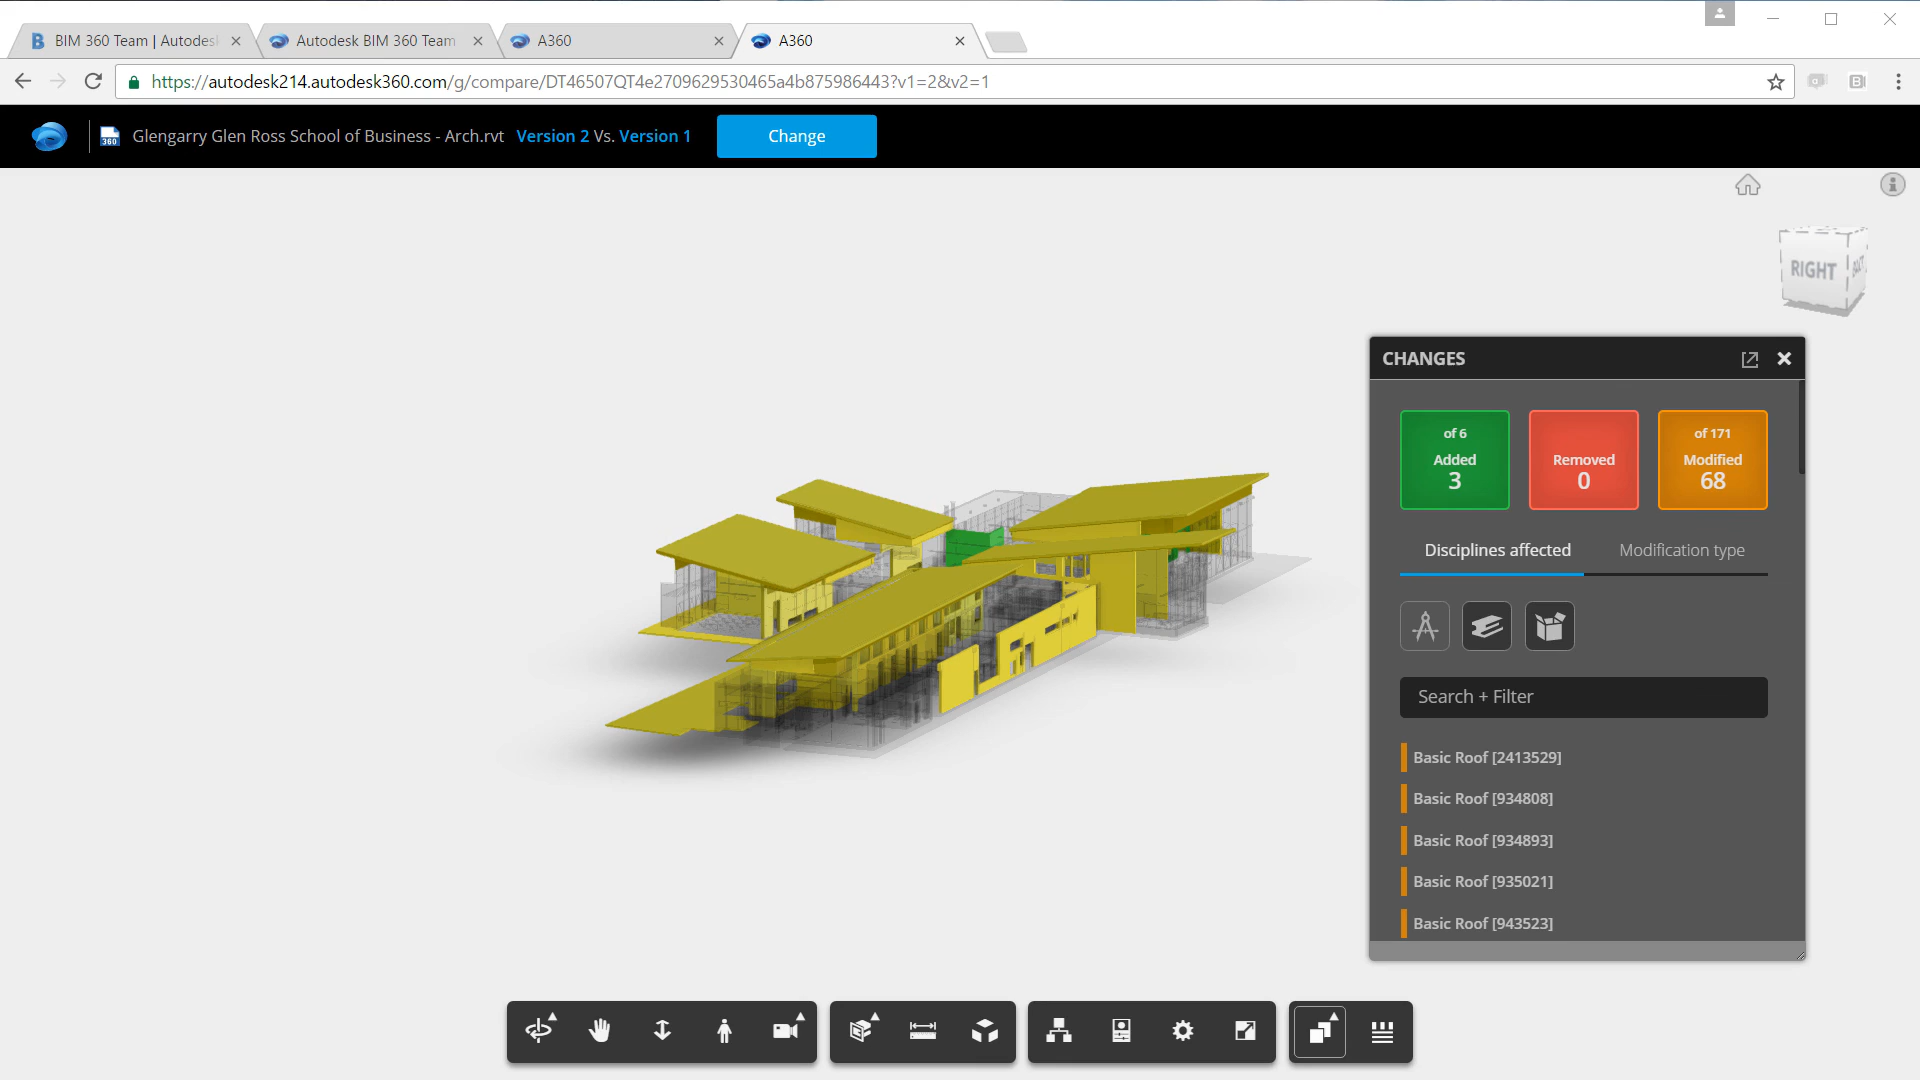 BIM 360 Team | Autodes
Autodesk BIM 360 Team
A360
A360
https://autodesk214.autodesk360.com/g/compare/DT46507QT4e2709629530465a4b875986443?v1=2&v2=1
360
Glengarry Glen Ross School of Business - Arch.rvt Version 2 Vs. Version 1
Change
RIGHT
CHANGES
of 6
Added
3
Removed
0
of 171
Modified
68
Disciplines affected
Modification type
Search + Filter
Basic Roof [2413529]
Basic Roof [934808]
Basic Roof [934893]
Basic Roof [935021]
Basic Roof [943523]